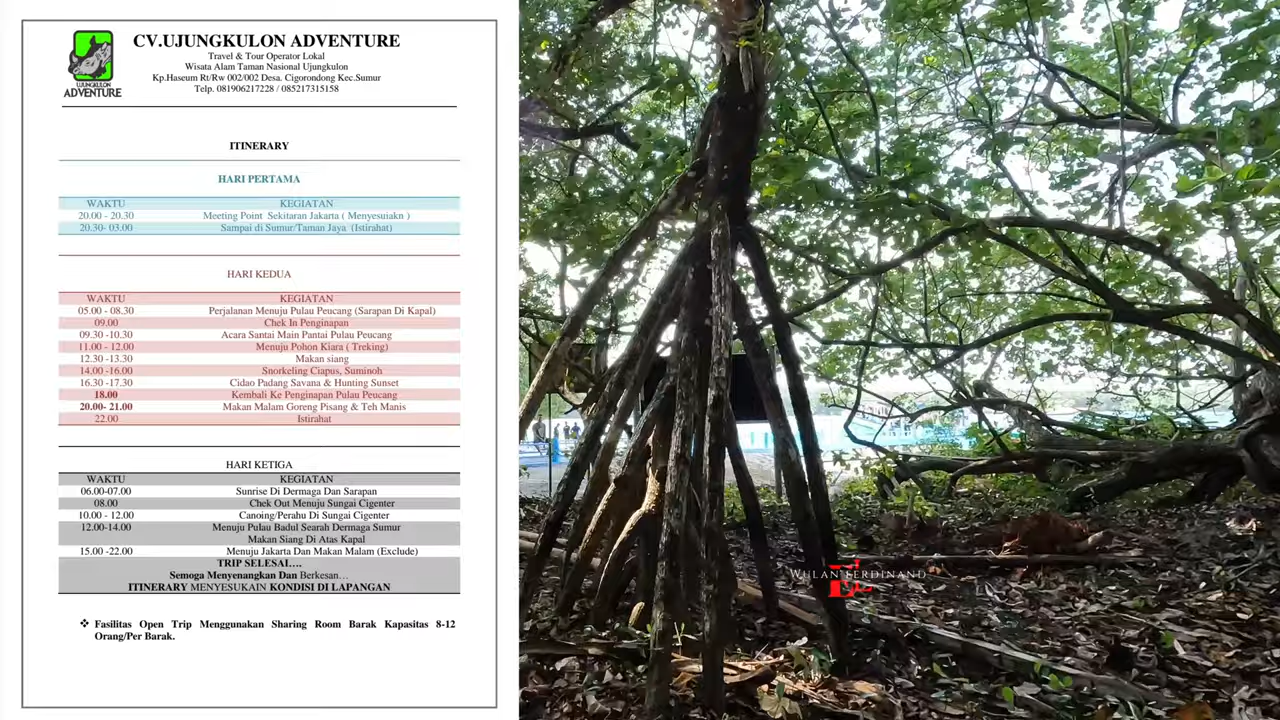 CV.UJUNGKULON ADVENTURE
Travel & Tour Operator Lokal
Wisata Alam Taman Nasional Ujungkulon
Kp.Haseum Rt/Rw 002/002 Desa. Cigorondong Kec.Sumur
Telp. 081906217228 / 085217315158
UJUNGKULON
ADVENTURE
ITINERARY
HARI PERTAMA
WAKTU KEGIATAN
20.00 - 20.30 Meeting Point Sekitaran Jakarta ( Menyesuiakn )
20.30- 03.00 Sampai di Sumur/Taman Jaya (Istirahat)
HARI KEDUA
WAKTU KEGIATAN
05.00 - 08.30 Perjalanan Menuju Pulau Peucang (Sarapan Di Kapal)
09.00 Chek In Penginapan
09.30 -10.30 Acara Santai Main Pantai Pulau Peucang
11.00 - 12.00 Menuju Pohon Kiara ( Treking)
12.30 -13.30 Makan siang
14.00 -16.00 Snorkeling Ciapus, Suminoh
16.30 -17.30 Cidao Padang Savana & Hunting Sunset
18.00 Kembali Ke Penginapan Pulau Peucang
20.00- 21.00 Makan Malam Goreng Pisang & Teh Manis
22.00 Istirahat
HARI KETIGA
WAKTU KEGIATAN
06.00-07.00 Sunrise Di Dermaga Dan Sarapan
08.00 Chek Out Menuju Sungai Cigenter
10.00 - 12.00 Canoing/Perahu Di Sungai Cigenter
12.00-14.00 Menuju Pulau Badul Searah Dermaga Sumur
Makan Siang Di Atas Kapal
15.00 -22.00 Menuju Jakarta Dan Makan Malam (Exclude)
TRIP SELESAI….
Semoga Menyenangkan Dan Berkesan…
ITINERARY MENYESUKAIN KONDISI DI LAPANGAN
❖ Fasilitas Open Trip Menggunakan Sharing Room Barak Kapasitas 8-12
Orang/Per Barak.
WULAN FERDINAND